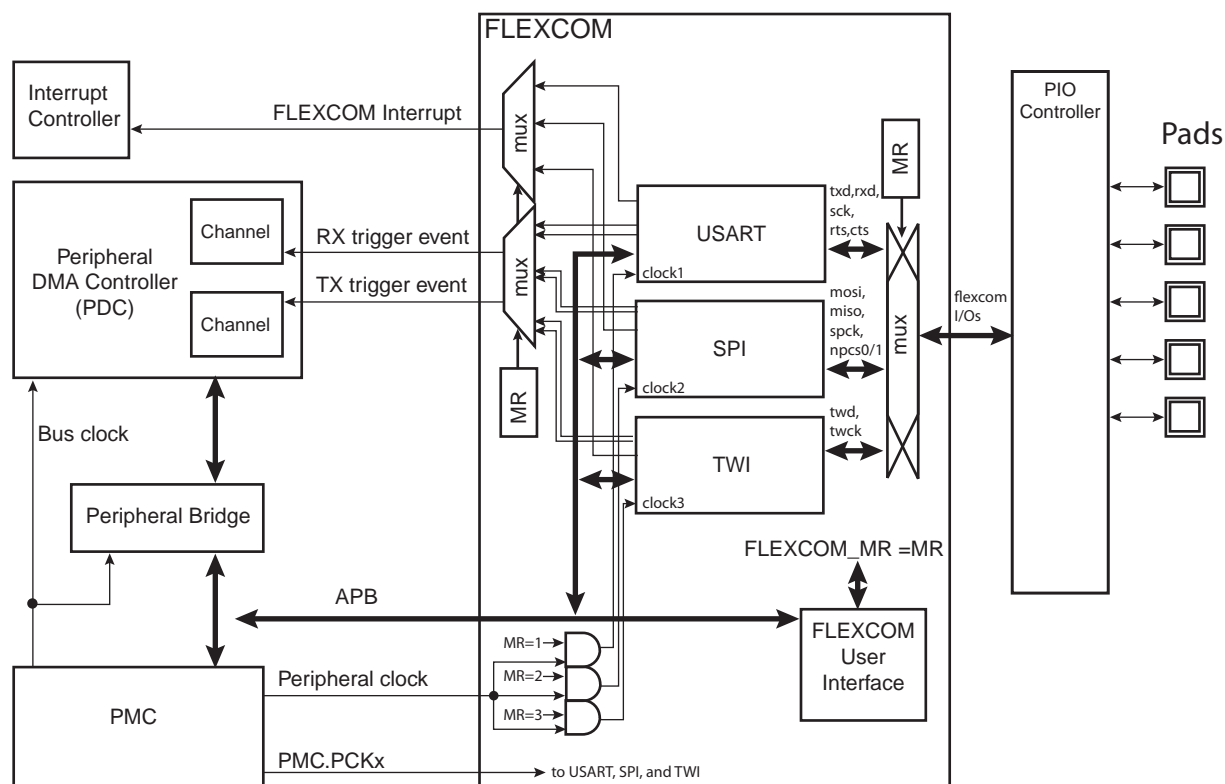 FLEXCOM
Interrupt
Controller
FLEXCOM Interrupt
mux
PIO
Controller
Pads
MR
Peripheral
DMA Controller
(PDC)
Channel
RX trigger event
Channel
TX trigger event
mux
MR
USART
clock1
txd,rxd,
sck,
rts,cts
SPI
clock2
mosi,
miso,
spck,
npcs0/1
TWI
clock3
twd,
twck
mux
flexcom
I/Os
Bus clock
Peripheral Bridge
APB
FLEXCOM_MR =MR
FLEXCOM
User
Interface
MR=1
MR=2
MR=3
Peripheral clock
PMC
PMC.PCKx
to USART, SPI, and TWI